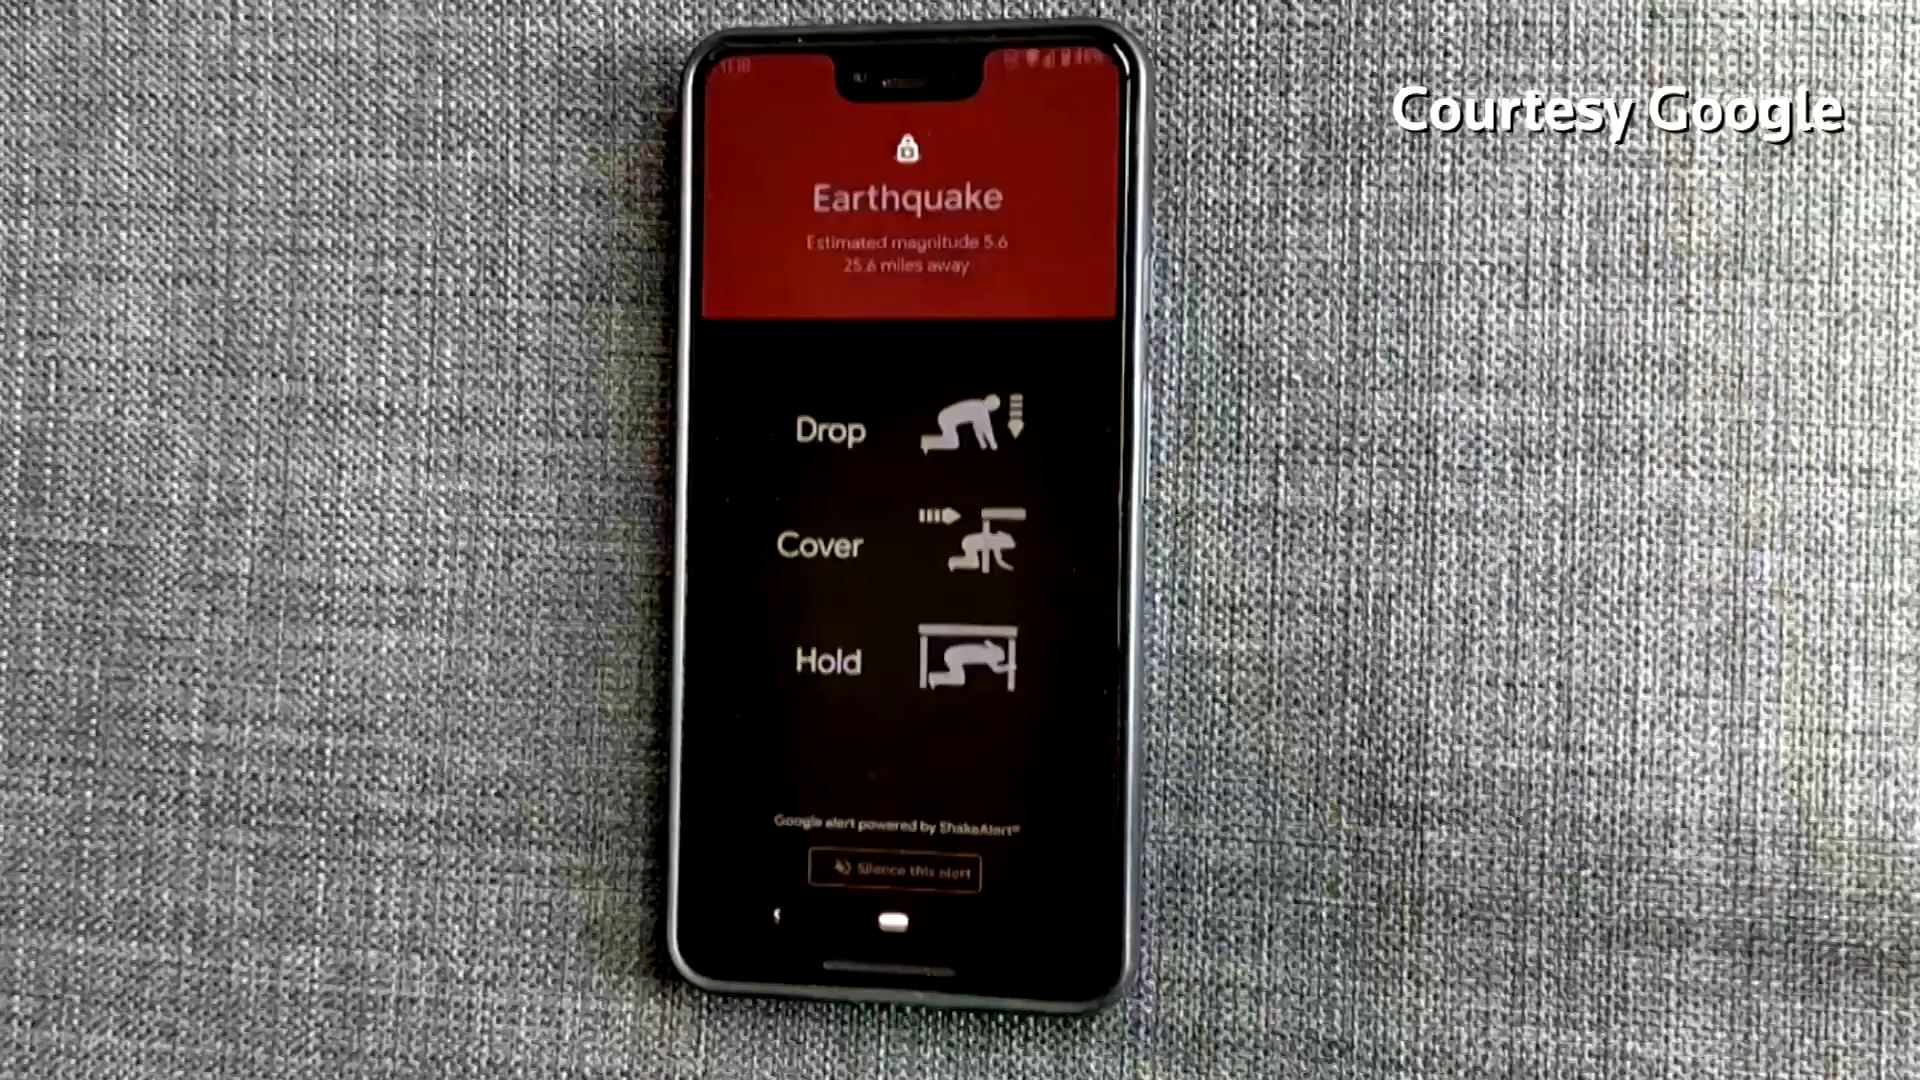 Courtesy Google
Earthquake
Estimated magnitude 5.6
25.6 miles away
Drop
Cover
Hold
Google alert powered by ShakeAlert®
Silence this alert